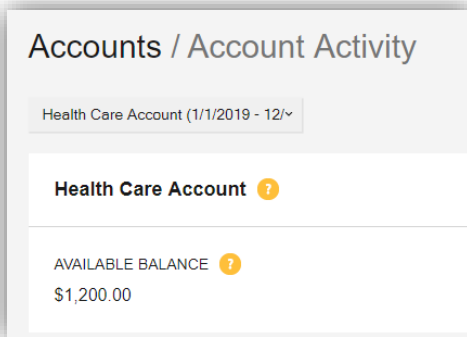 Accounts / Account Activity
Health Care Account (1/1/2019 - 12/
Health Care Account ?
AVAILABLE BALANCE ?
$1,200.00